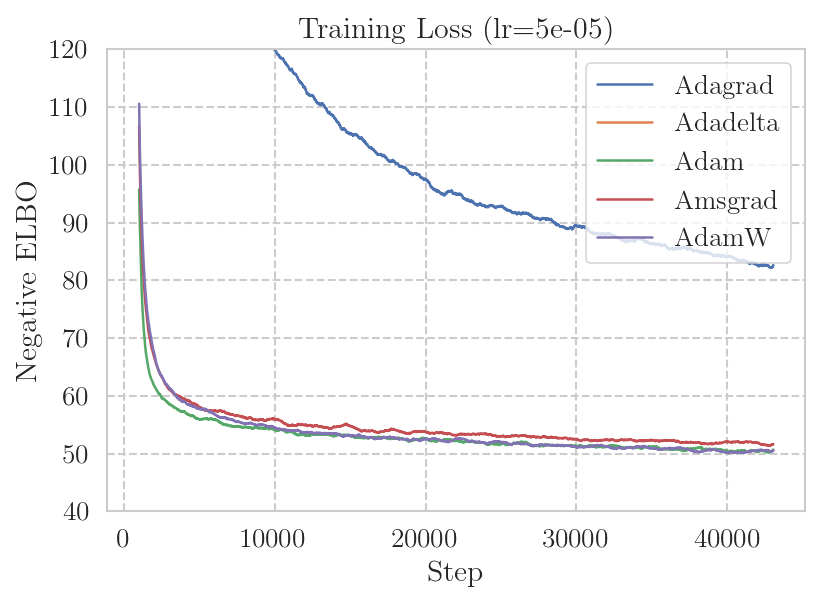 Training Loss (lr=5e-05)
Negative ELBO
120
110
100
90
80
70
60
50
40
Adagrad
Adadelta
Adam
Amsgrad
AdamW
0 10000 20000 30000 40000
Step